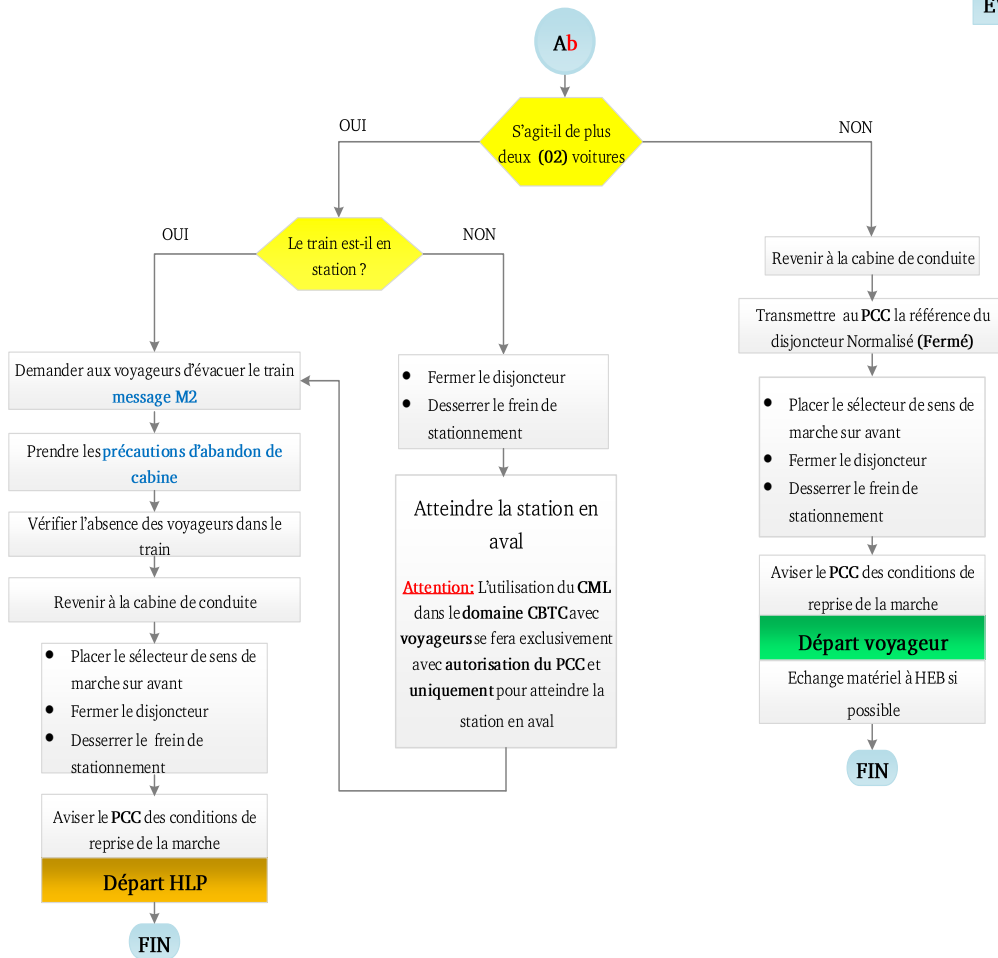 Ab
S'agit-il de plus
deux (02) voitures
OUI
NON
Le train est-il en
station ?
OUI
NON
Demander aux voyageurs d'évacuer le train
message M2
Prendre les précautions d'abandon de
cabine
Vérifier l'absence des voyageurs dans le
train
Revenir à la cabine de conduite
• Placer le sélecteur de sens de
marche sur avant
• Fermer le disjoncteur
• Desserrer le frein de
stationnement
Aviser le PCC des conditions de
reprise de la marche
Départ HLP
FIN
• Fermer le disjoncteur
• Desserrer le frein de
stationnement
Atteindre la station en
aval
Attention: L'utilisation du CML
dans le domaine CBTC avec
voyageurs se fera exclusivement
avec autorisation du PCC et
uniquement pour atteindre la
station en aval
Revenir à la cabine de conduite
Transmettre au PCC la référence du
disjoncteur Normalisé (Fermé)
• Placer le sélecteur de sens de
marche sur avant
• Fermer le disjoncteur
• Desserrer le frein de
stationnement
Aviser le PCC des conditions de
reprise de la marche
Départ voyageur
Echange matériel à HEB si
possible
FIN